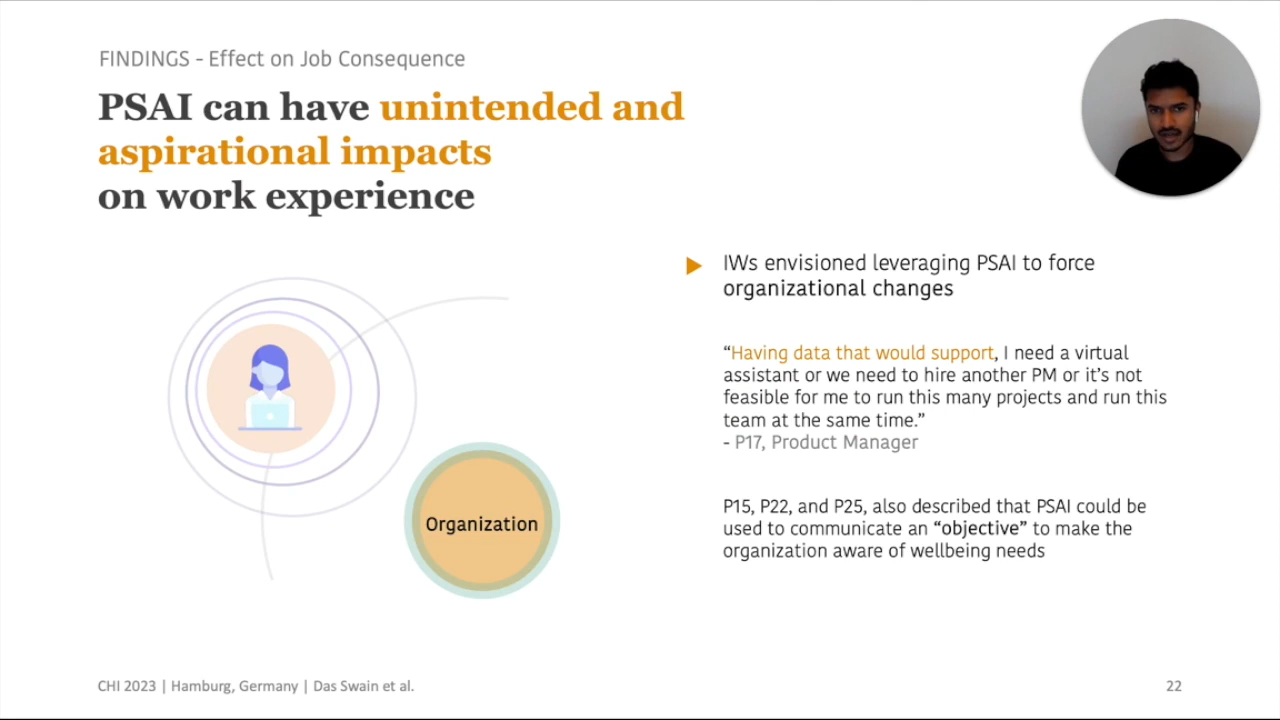 FINDINGS - Effect on Job Consequence
PSAI can have unintended and
aspirational impacts
on work experience
IWs envisioned leveraging PSAI to force
organizational changes
“Having data that would support, I need a virtual
assistant or we need to hire another PM or it’s not
feasible for me to run this many projects and run this
team at the same time.”
- P17, Product Manager
P15, P22, and P25, also described that PSAI could be
used to communicate an “objective” to make the
organization aware of wellbeing needs
Organization
CHI 2023 | Hamburg, Germany | Das Swain et al.
22